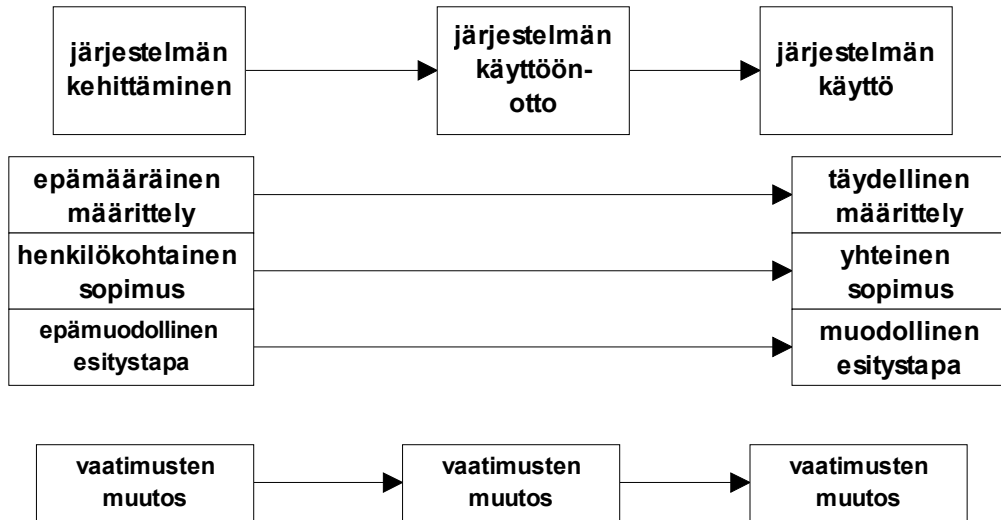 järjestelmän
kehittäminen
järjestelmän
käyttöön-
otto
järjestelmän
käyttö
epämääräinen
määrittely
täydellinen
määrittely
henkilökohtainen
sopimus
yhteinen
sopimus
epämuodollinen
esitystapa
muodollinen
esitystapa
vaatimusten
muutos
vaatimusten
muutos
vaatimusten
muutos